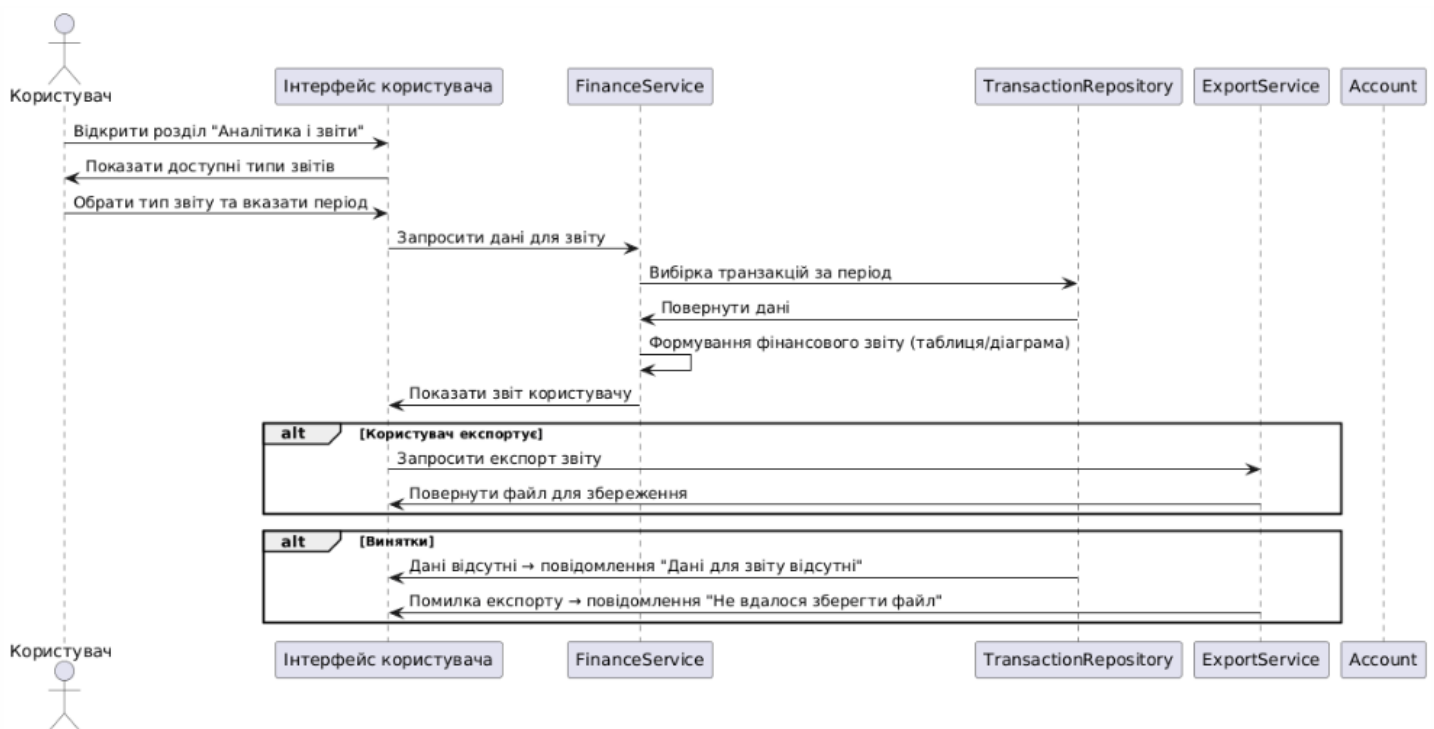 Користувач
Інтерфейс користувача
FinanceService
TransactionRepository
ExportService
Account
Відкрити розділ "Аналітика і звіти"
Показати доступні типи звітів
Обрати тип звіту та вказати період
Запросити дані для звіту
Вибірка транзакцій за період
Повернути дані
Формування фінансового звіту (таблиця/діаграма)
Показати звіт користувачу
alt [Користувач експортує]
Запросити експорт звіту
Повернути файл для збереження
alt [Винятки]
Дані відсутні → повідомлення "Дані для звіту відсутні"
Помилка експорту → повідомлення "Не вдалося зберегти файл"
Користувач
Інтерфейс користувача
FinanceService
TransactionRepository
ExportService
Account